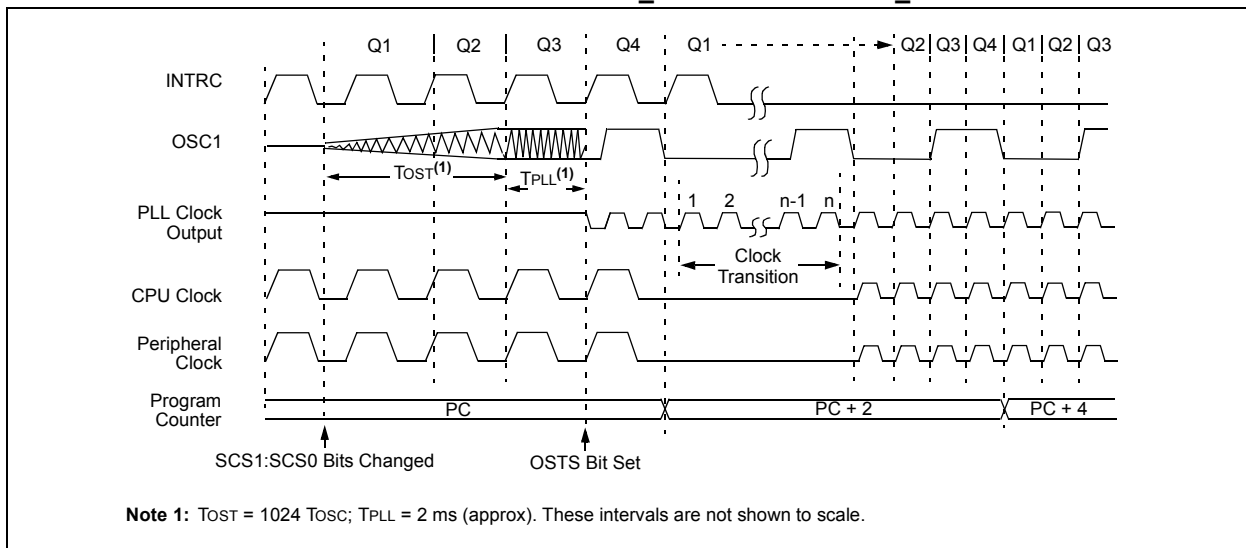 Q1 Q2 Q3 Q4 Q1 Q2 Q3 Q4 Q1 Q2 Q3
INTRC
OSC1
TOST(1) TPLL(1)
1 2 n-1 n
PLL Clock
Output
Clock
Transition
CPU Clock
Peripheral
Clock
Program
Counter
PC PC + 2 PC + 4
SCS1:SCS0 Bits Changed OSTS Bit Set
Note 1: TOST = 1024 TOSC; TPLL = 2 ms (approx). These intervals are not shown to scale.